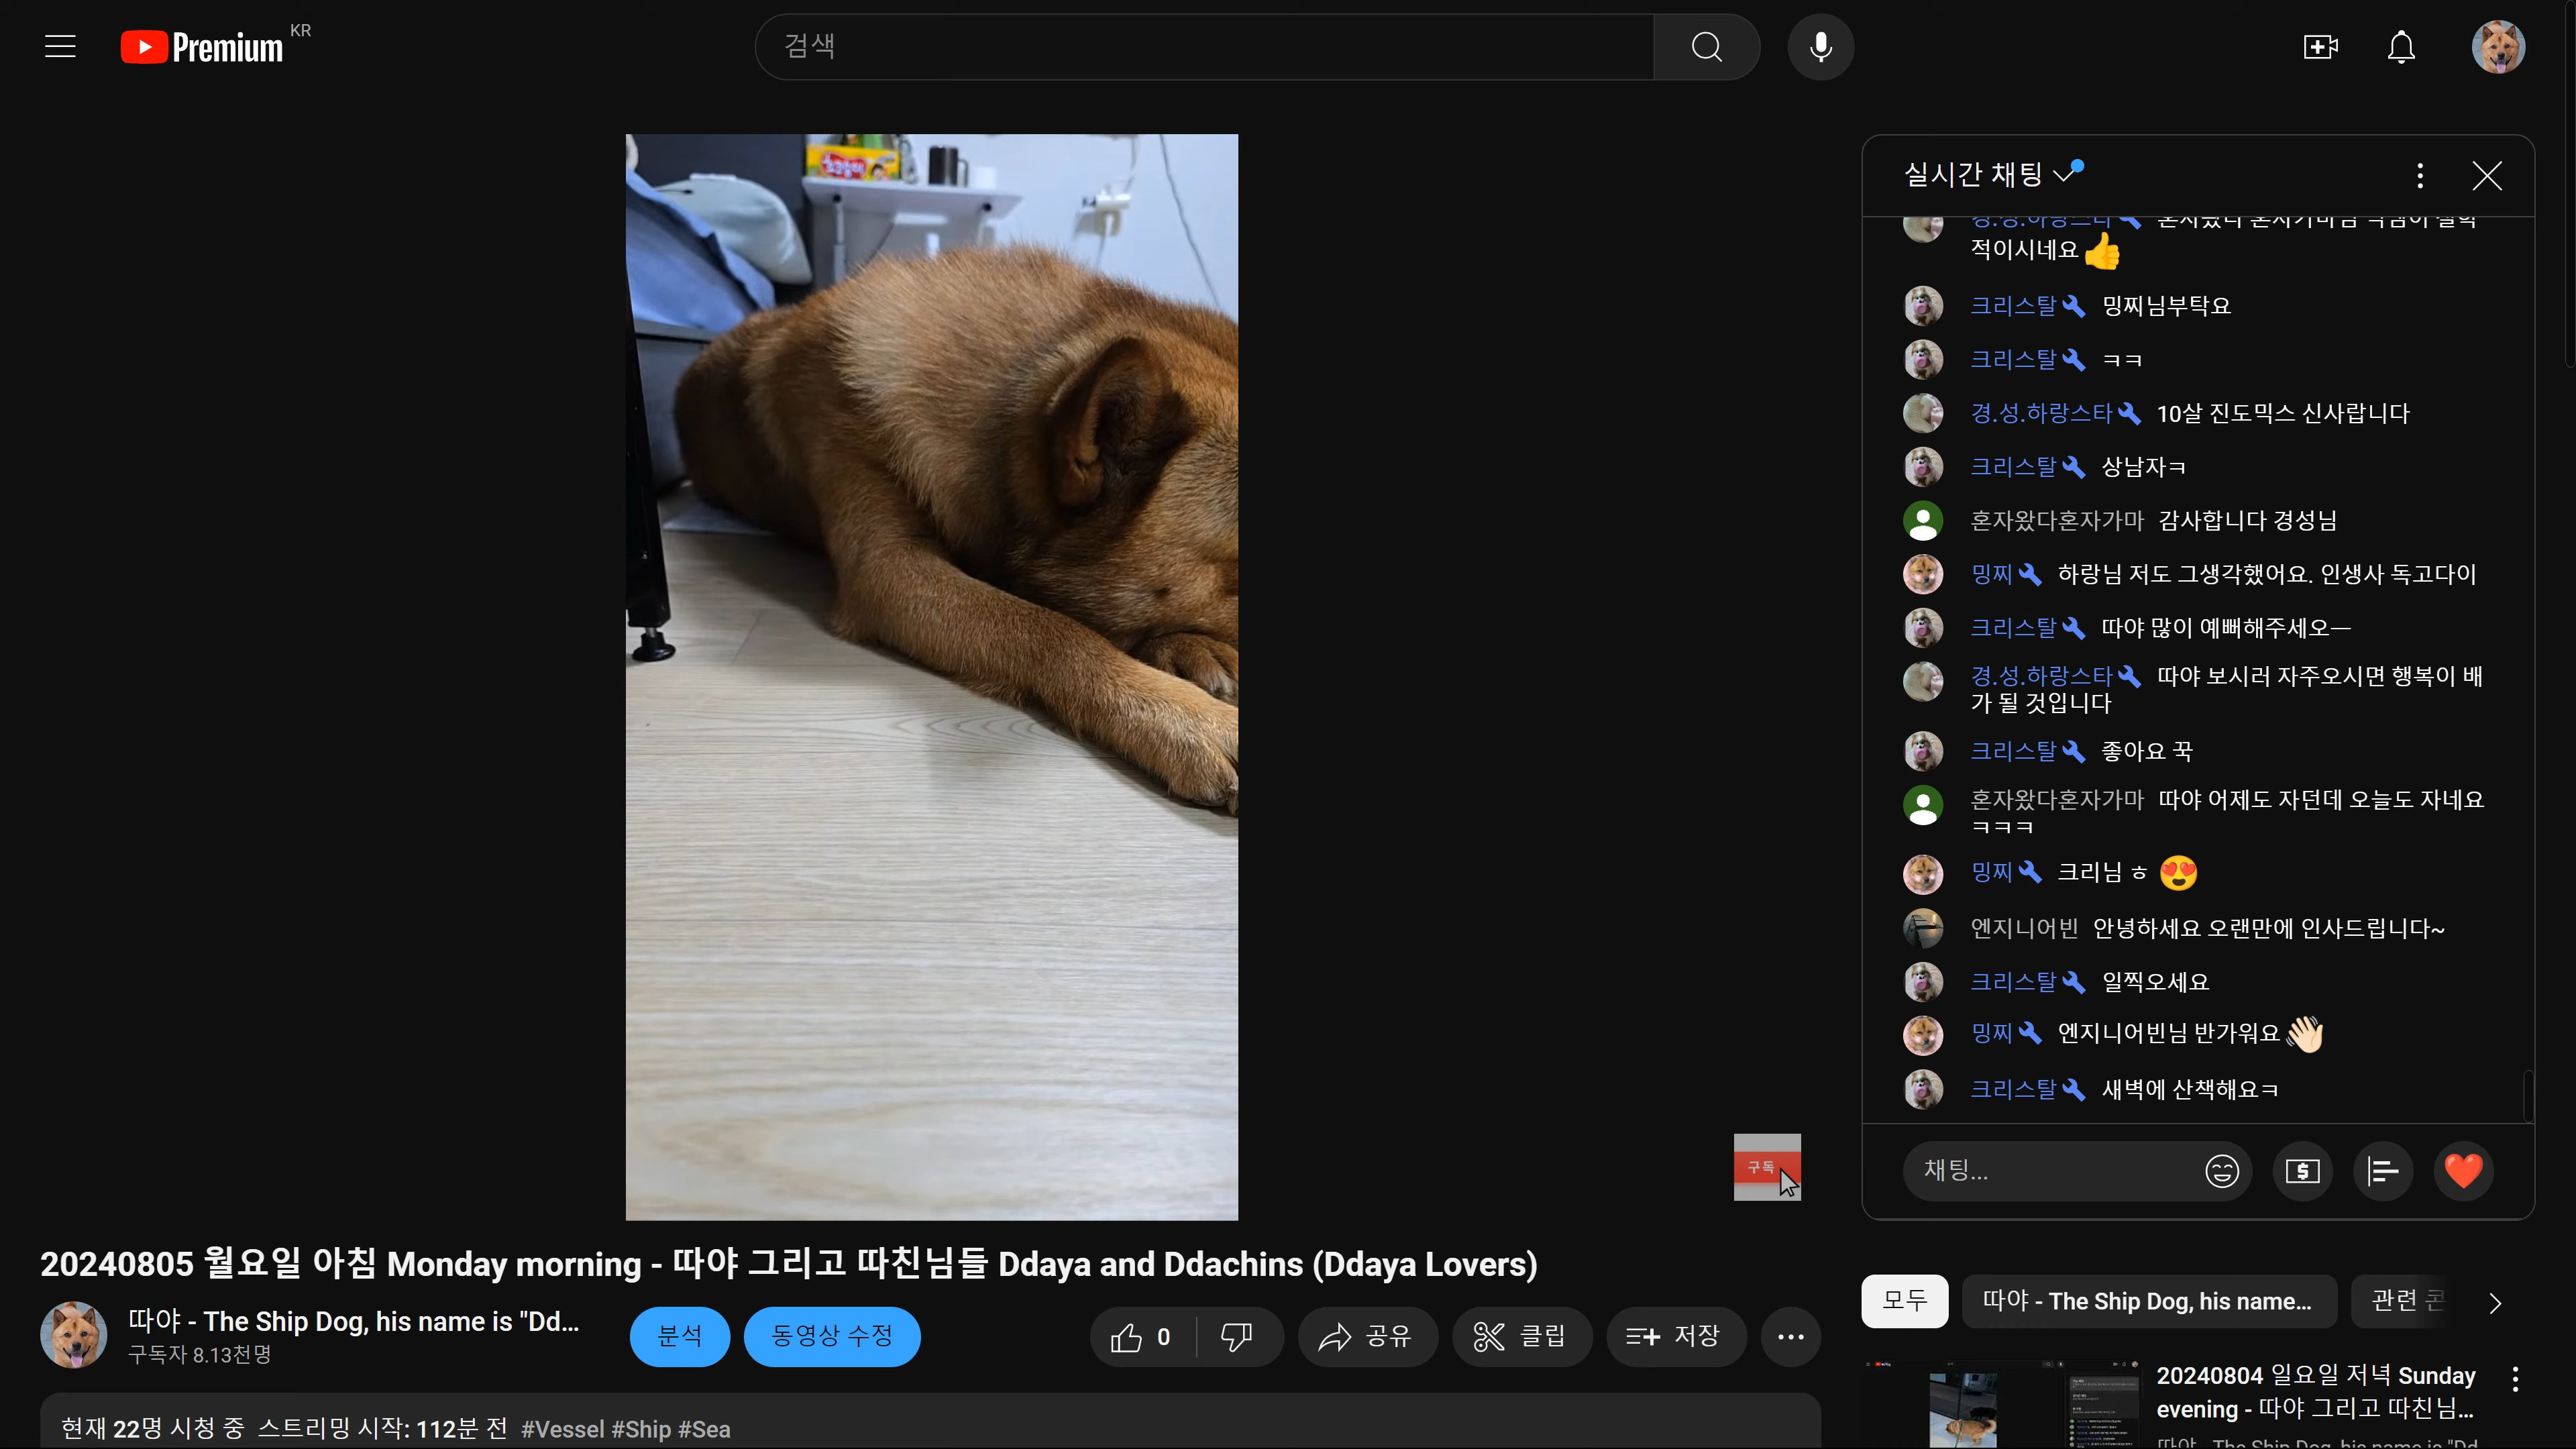 Premium KR
검색
실시간 채팅
적이시네요👍
크리스탈 밍찌님부탁요
크리스탈 ㅋㅋ
경.성.하랑스타 10살 진도믹스 신사랍니다
크리스탈 상남자ㅋ
혼자왔다혼자가마 감사합니다 경성님
밍찌 하랑님 저도 그생각했어요. 인생사 독고다이
크리스탈 따야 많이 예뻐해주세오—
경.성.하랑스타 따야 보시러 자주오시면 행복이 배
가 될 것입니다
크리스탈 좋아요 꾹
혼자왔다혼자가마 따야 어제도 자던데 오늘도 자네요
ㅋㅋㅋ
밍찌 크리님 ㅎ 😍
엔지니어빈 안녕하세요 오랜만에 인사드립니다~
크리스탈 일찍오세요
밍찌 엔지니어빈님 반가워요👋🏻
크리스탈 새벽에 산책해요ㅋ
채팅...
구독
20240805 월요일 아침 Monday morning - 따야 그리고 따친님들 Ddaya and Ddachins (Ddaya Lovers)
따야 - The Ship Dog, his name is "Dd...
구독자 8.13천명
분석
동영상 수정
0
공유
클립
저장
현재 22명 시청 중 스트리밍 시작: 112분 전 #Vessel #Ship #Sea
모두
따야 - The Ship Dog, his name...
관련
20240804 일요일 저녁 Sunday
evening - 따야 그리고 따친님...